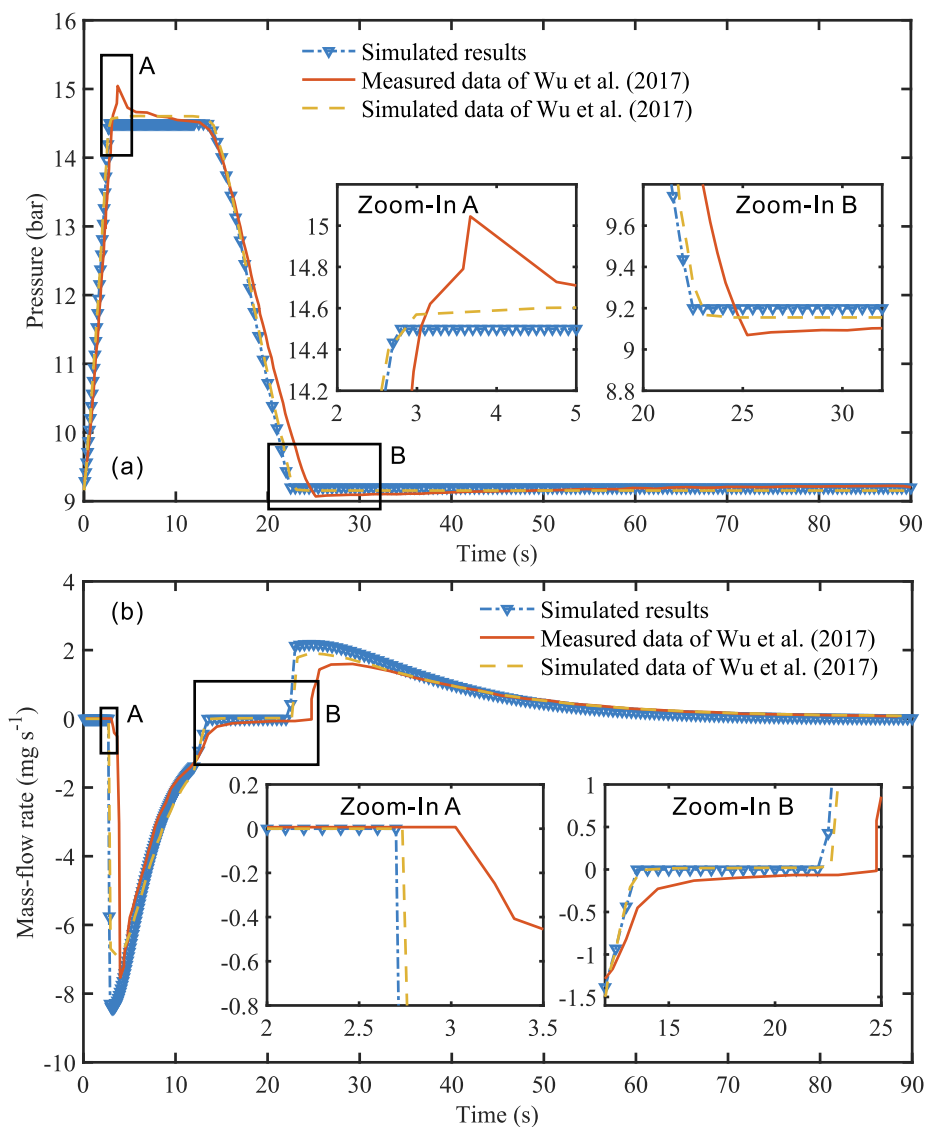 16
15
14
13
12
11
10
9
Pressure (bar)
A
Simulated results
Measured data of Wu et al. (2017)
Simulated data of Wu et al. (2017)
Zoom-In A
15
14.8
14.6
14.4
14.2
2 3 4 5
Zoom-In B
9.6
9.4
9.2
9
8.8
20 25 30
(a)
B
0 10 20 30 40 50 60 70 80 90
Time (s)
4
2
0
-2
-4
-6
-8
-10
Mass-flow rate (mg s-1)
(b)
Simulated results
Measured data of Wu et al. (2017)
Simulated data of Wu et al. (2017)
A
B
Zoom-In A
0.2
0
-0.2
-0.4
-0.6
-0.8
2 2.5 3 3.5
Zoom-In B
1
0.5
0
-0.5
-1
-1.5
15 20 25
0 10 20 30 40 50 60 70 80 90
Time (s)